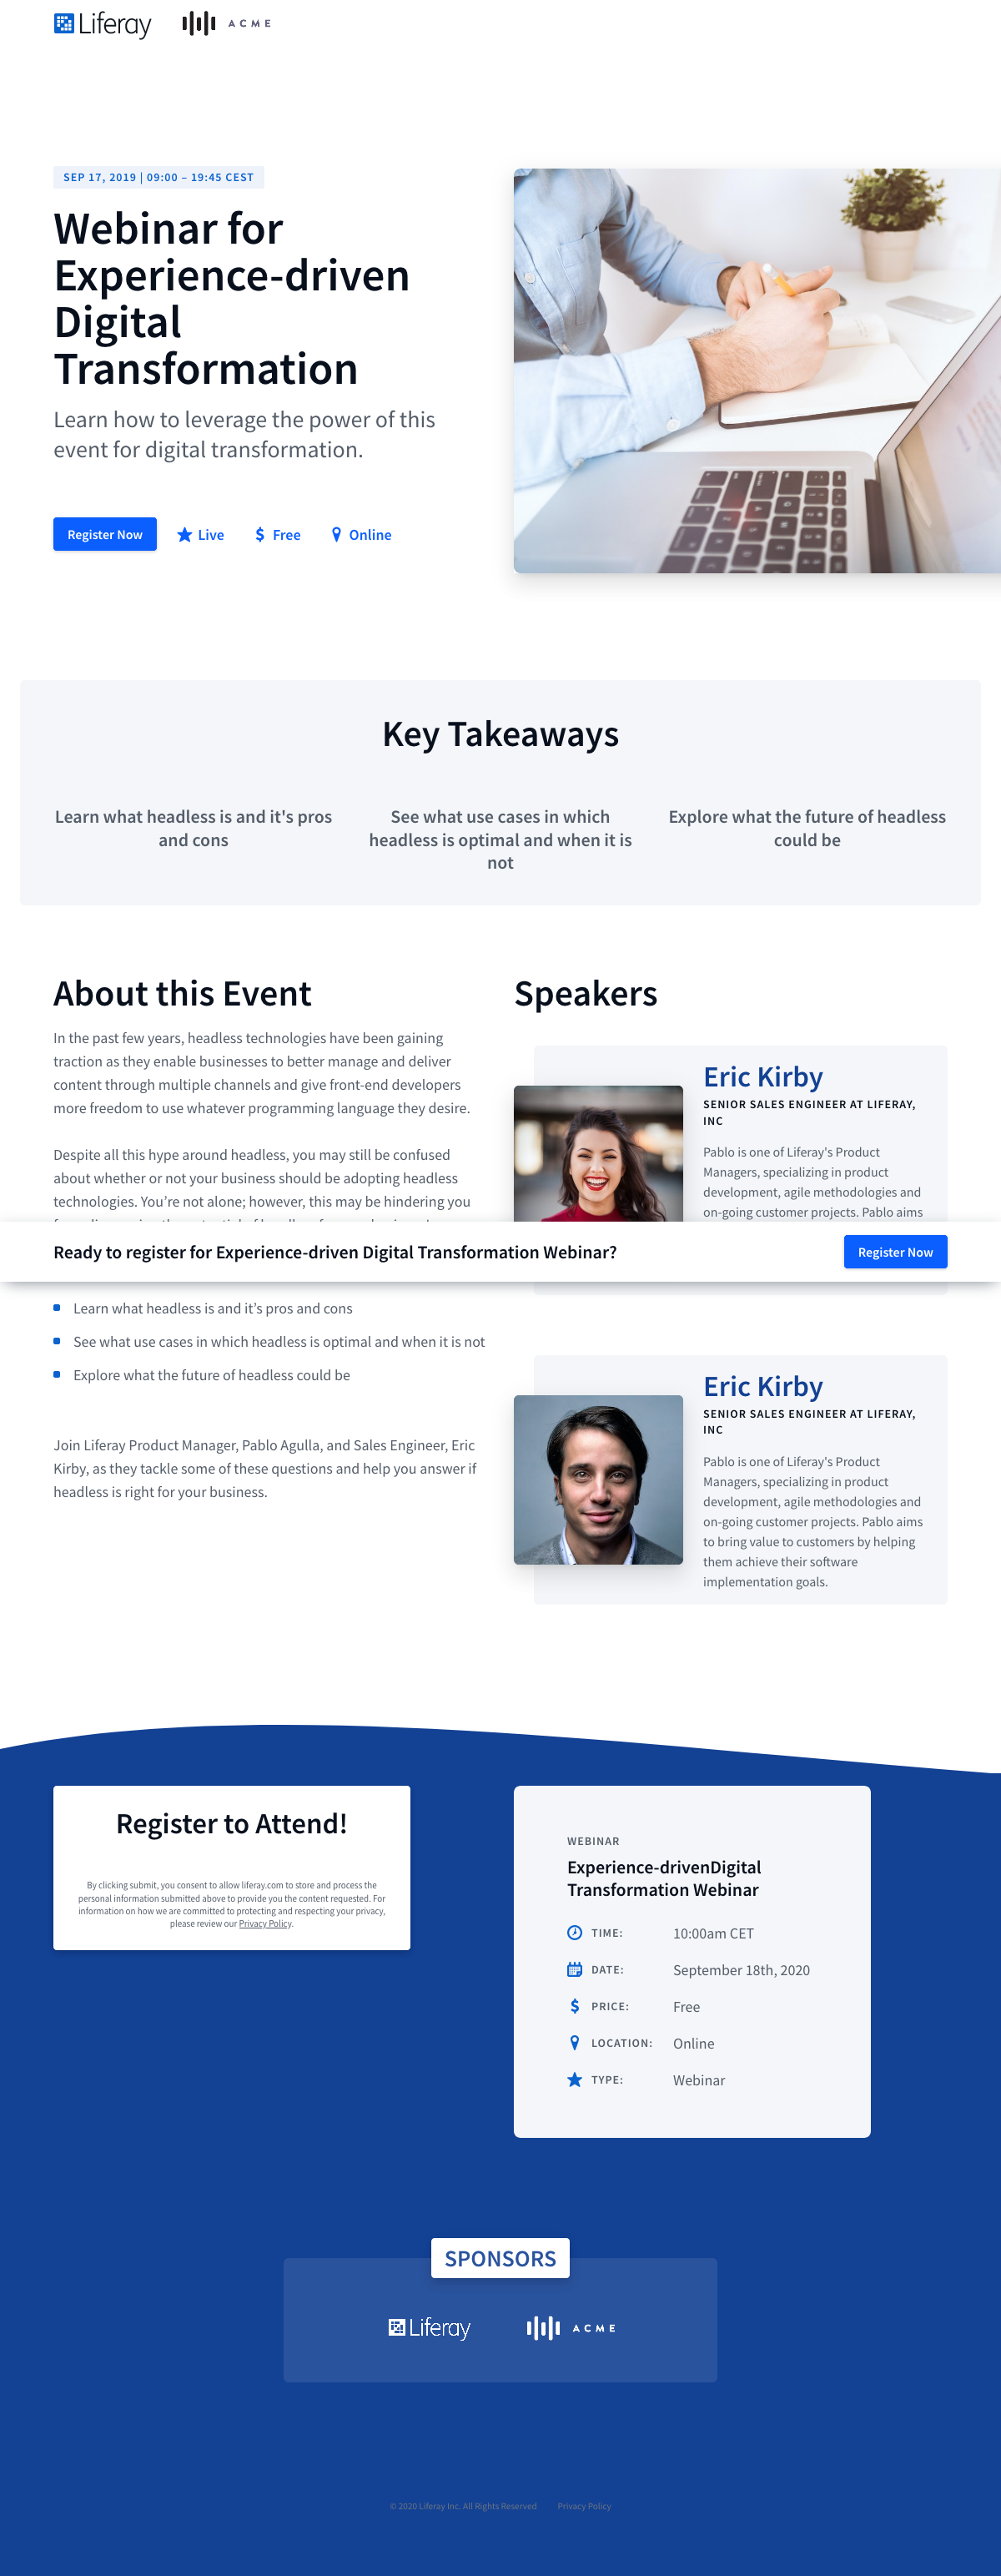 Liferay ACME
SEP 17, 2019 | 09:00 – 19:45 CEST
Webinar for
Experience-driven
Digital
Transformation
Learn how to leverage the power of this
event for digital transformation.
Register Now Live Free Online
Key Takeaways
Learn what headless is and it's pros
and cons
See what use cases in which
headless is optimal and when it is
not
Explore what the future of headless
could be
About this Event
In the past few years, headless technologies have been gaining
traction as they enable businesses to better manage and deliver
content through multiple channels and give front-end developers
more freedom to use whatever programming language they desire.
Despite all this hype around headless, you may still be confused
about whether or not your business should be adopting headless
technologies. You’re not alone; however, this may be hindering you
Speakers
Eric Kirby
SENIOR SALES ENGINEER AT LIFERAY,
INC
Pablo is one of Liferay's Product
Managers, specializing in product
development, agile methodologies and
on-going customer projects. Pablo aims
Ready to register for Experience-driven Digital Transformation Webinar?
Register Now
Learn what headless is and it’s pros and cons
See what use cases in which headless is optimal and when it is not
Explore what the future of headless could be
Join Liferay Product Manager, Pablo Agulla, and Sales Engineer, Eric
Kirby, as they tackle some of these questions and help you answer if
headless is right for your business.
Eric Kirby
SENIOR SALES ENGINEER AT LIFERAY,
INC
Pablo is one of Liferay's Product
Managers, specializing in product
development, agile methodologies and
on-going customer projects. Pablo aims
to bring value to customers by helping
them achieve their software
implementation goals.
Register to Attend!
By clicking submit, you consent to allow liferay.com to store and process the
personal information submitted above to provide you the content requested. For
information on how we are committed to protecting and respecting your privacy,
please review our Privacy Policy.
WEBINAR
Experience-drivenDigital
Transformation Webinar
TIME: 10:00am CET
DATE: September 18th, 2020
PRICE: Free
LOCATION: Online
TYPE: Webinar
SPONSORS
Liferay ACME
© 2020 Liferay Inc. All Rights Reserved Privacy Policy